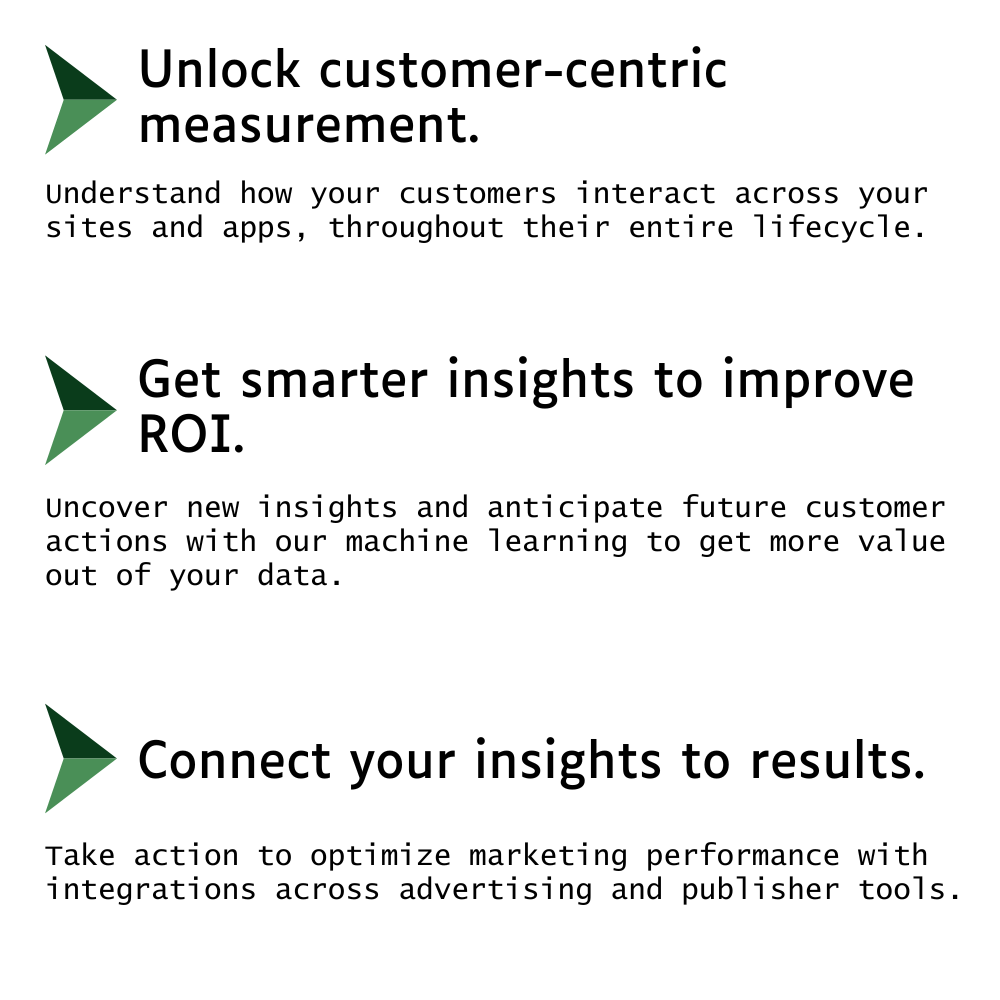 Unlock customer-centric
measurement.
Understand how your customers interact across your
sites and apps, throughout their entire lifecycle.
Get smarter insights to improve
ROI.
Uncover new insights and anticipate future customer
actions with our machine learning to get more value
out of your data.
Connect your insights to results.
Take action to optimize marketing performance with
integrations across advertising and publisher tools.